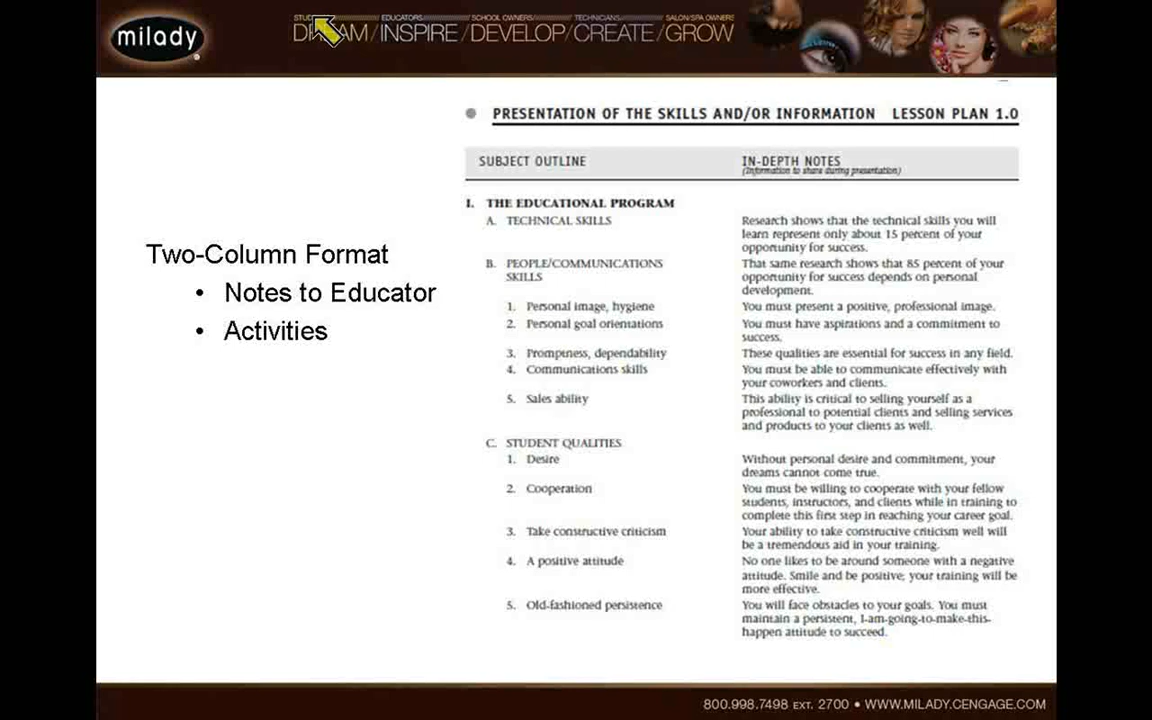 milady
STUDENTS EDUCATORS SCHOOL OWNERS TECHNICIANS SALON/SPA OWNERS
DREAM/INSPIRE/DEVELOP/CREATE/GROW
PRESENTATION OF THE SKILLS AND/OR INFORMATION LESSON PLAN 1.0
SUBJECT OUTLINE IN-DEPTH NOTES
(Information to share during presentation)
Two-Column Format
• Notes to Educator
• Activities
I. THE EDUCATIONAL PROGRAM
A. TECHNICAL SKILLS Research shows that the technical skills you will
learn represent only about 15 percent of your
opportunity for success.
B. PEOPLE/COMMUNICATIONS That same research shows that 85 percent of your
SKILLS opportunity for success depends on personal
development.
1. Personal image, hygiene You must present a positive, professional image.
2. Personal goal orientations You must have aspirations and a commitment to
success.
3. Promptness, dependability These qualities are essential for success in any field.
4. Communications skills You must be able to communicate effectively with
your coworkers and clients.
5. Sales ability This ability is critical to selling yourself as a
professional to potential clients and selling services
and products to your clients as well.
C. STUDENT QUALITIES
1. Desire Without personal desire and commitment, your
dreams cannot come true.
2. Cooperation You must be willing to cooperate with your fellow
students, instructors, and clients while in training to
complete this first step in reaching your career goal.
3. Take constructive criticism Your ability to take constructive criticism well will
be a tremendous aid in your training.
4. A positive attitude No one likes to be around someone with a negative
attitude. Smile and be positive; your training will be
more effective.
5. Old-fashioned persistence You will face obstacles to your goals. You must
maintain a persistent, I-am-going-to-make-this-
happen attitude to succeed.
800.998.7498 EXT. 2700 • WWW.MILADY.CENGAGE.COM